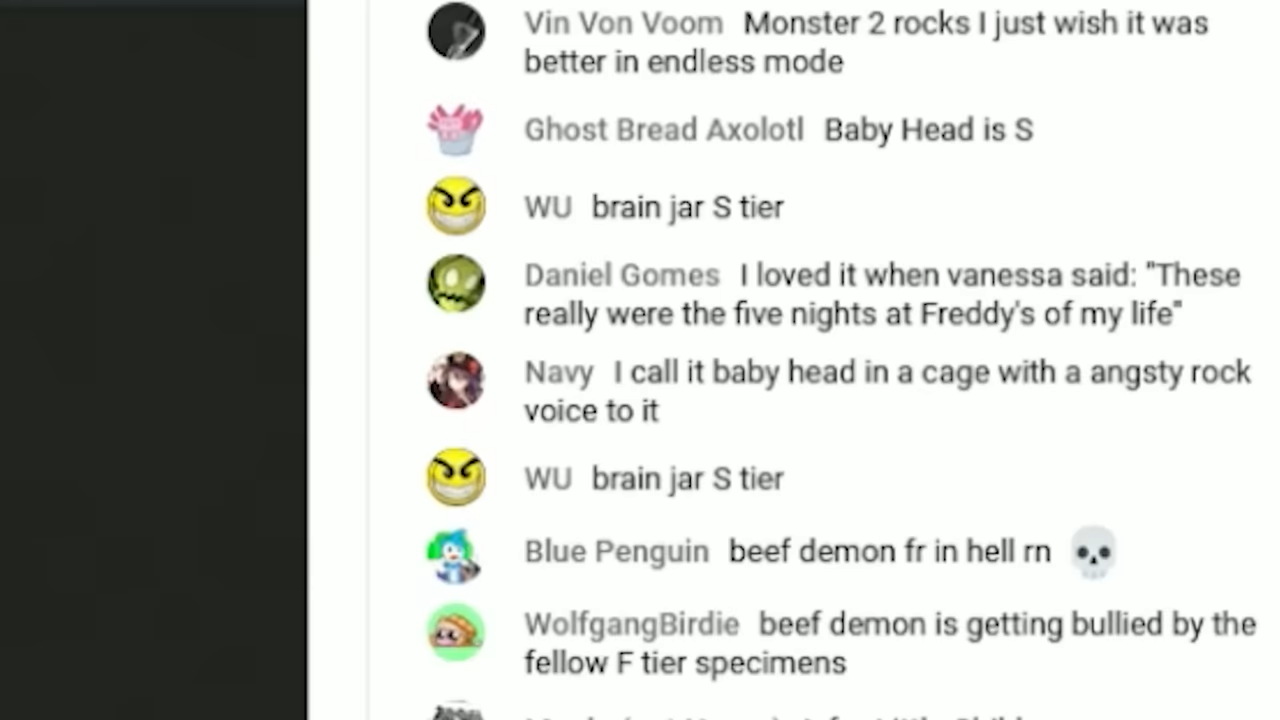 Vin Von Voom Monster 2 rocks I just wish it was
better in endless mode
Ghost Bread Axolotl Baby Head is S
WU brain jar S tier
Daniel Gomes I loved it when vanessa said: "These
really were the five nights at Freddy's of my life"
Navy I call it baby head in a cage with a angsty rock
voice to it
WU brain jar S tier
Blue Penguin beef demon fr in hell rn 💀
WolfgangBirdie beef demon is getting bullied by the
fellow F tier specimens